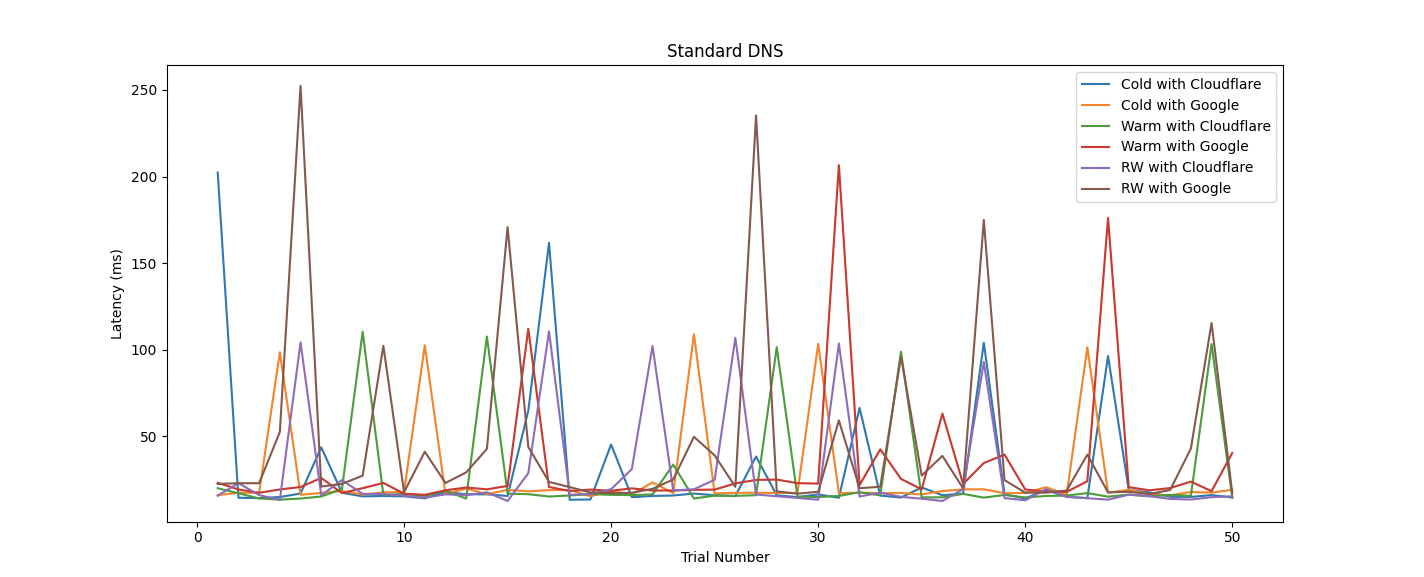 Standard DNS
Latency (ms)
250
200
150
100
50
0
10
20
30
40
50
Trial Number
Cold with Cloudflare
Cold with Google
Warm with Cloudflare
Warm with Google
RW with Cloudflare
RW with Google